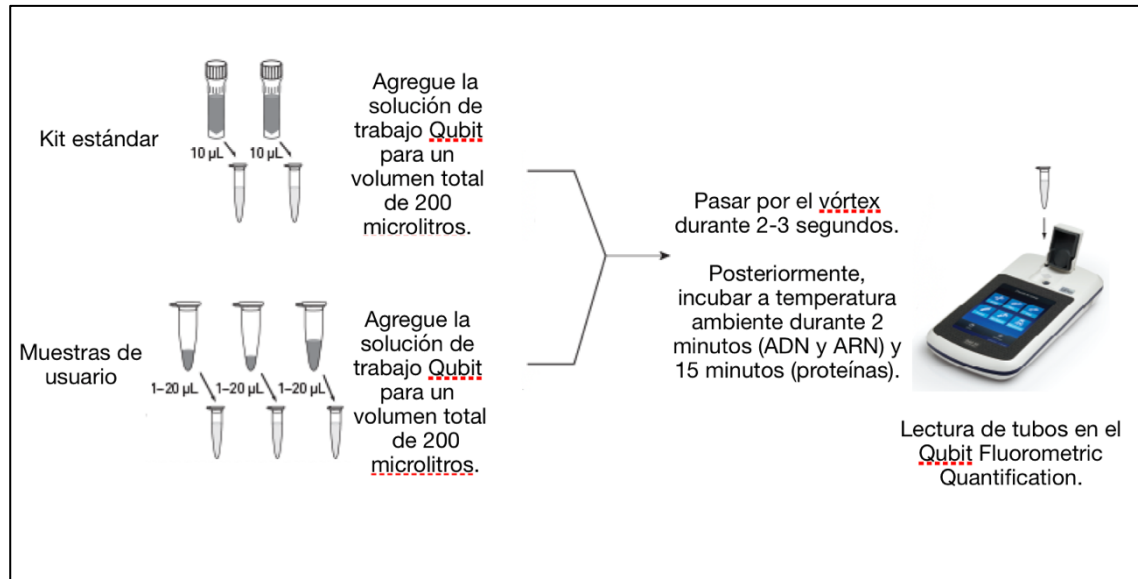 Kit estándar
10 µL
10 µL
Agregue la
solución de
trabajo Qubit
para un
volumen total
de 200
microlitros.
Muestras de
usuario
1–20 µL
1–20 µL
1–20 µL
Agregue la
solución de
trabajo Qubit
para un
volumen total
de 200
microlitros.
Pasar por el vórtex
durante 2-3 segundos.
Posteriormente,
incubar a temperatura
ambiente durante 2
minutos (ADN y ARN) y
15 minutos (proteínas).
Lectura de tubos en el
Qubit Fluorometric
Quantification.